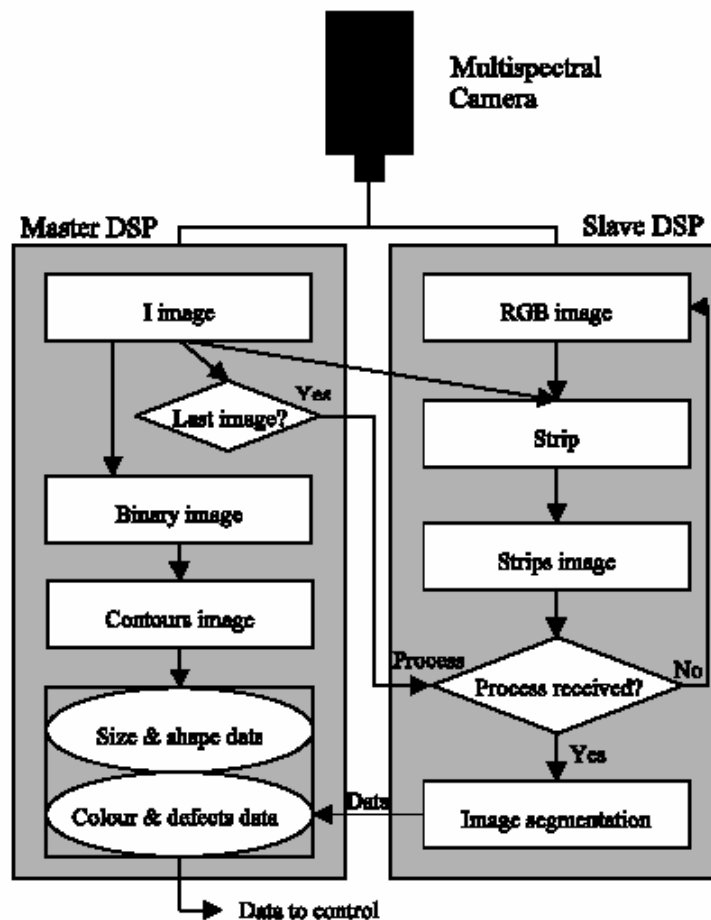 Multispectral
Camera
Master DSP
Slave DSP
I image
RGB image
Yes
Last image?
Strip
Binary image
Strips image
Contours image
Process
Process received?
No
Size & shape data
Yes
Data
Colour & defects data
Image segmentation
Data to control